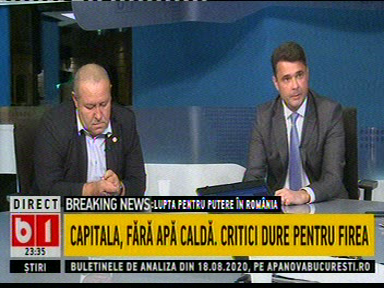 DIRECT
BREAKING NEWS: LUPTA PENTRU PUTERE ÎN ROMÂNIA
b1
23:35
CAPITALA, FĂRĂ APĂ CALDĂ. CRITICI DURE PENTRU FIREA
ȘTIRI
BULETINELE DE ANALIZA DIN 18.08.2020, PE APANOVABUCURESTI.RO